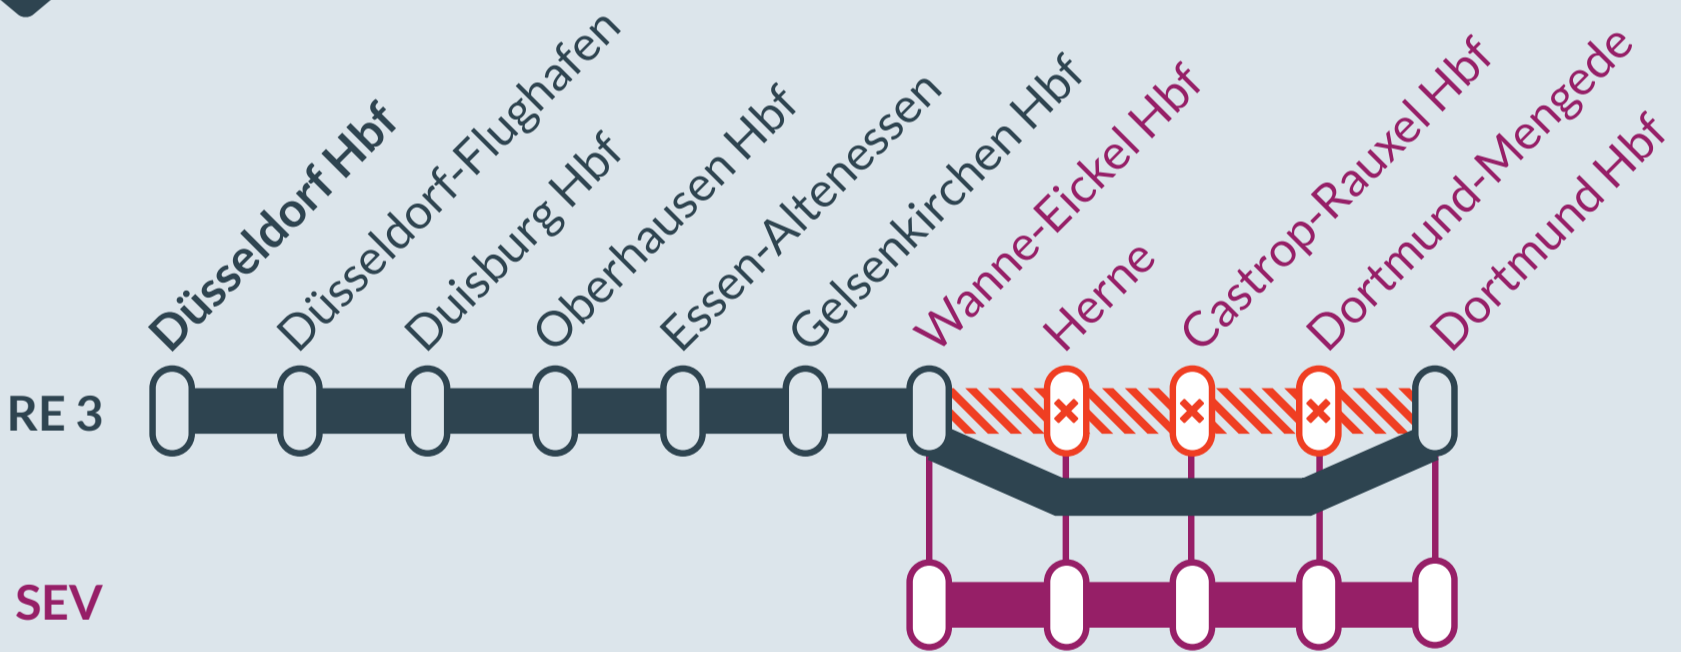 Düsseldorf Hbf
Düsseldorf-Flughafen
Duisburg Hbf
Oberhausen Hbf
Essen-Altenessen
Gelsenkirchen Hbf
Wanne-Eickel Hbf
Herne
Castrop-Rauxel Hbf
Dortmund-Mengede
Dortmund Hbf
RE 3
SEV